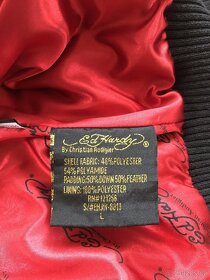 Ed Hardy
By Christian Audigier
SHELL FABRIC: 46%POLYESTER
54%POLYAMIDE
PADDING:50%DOWN 50%FEATHER
LINING: 100%POLYESTER
L